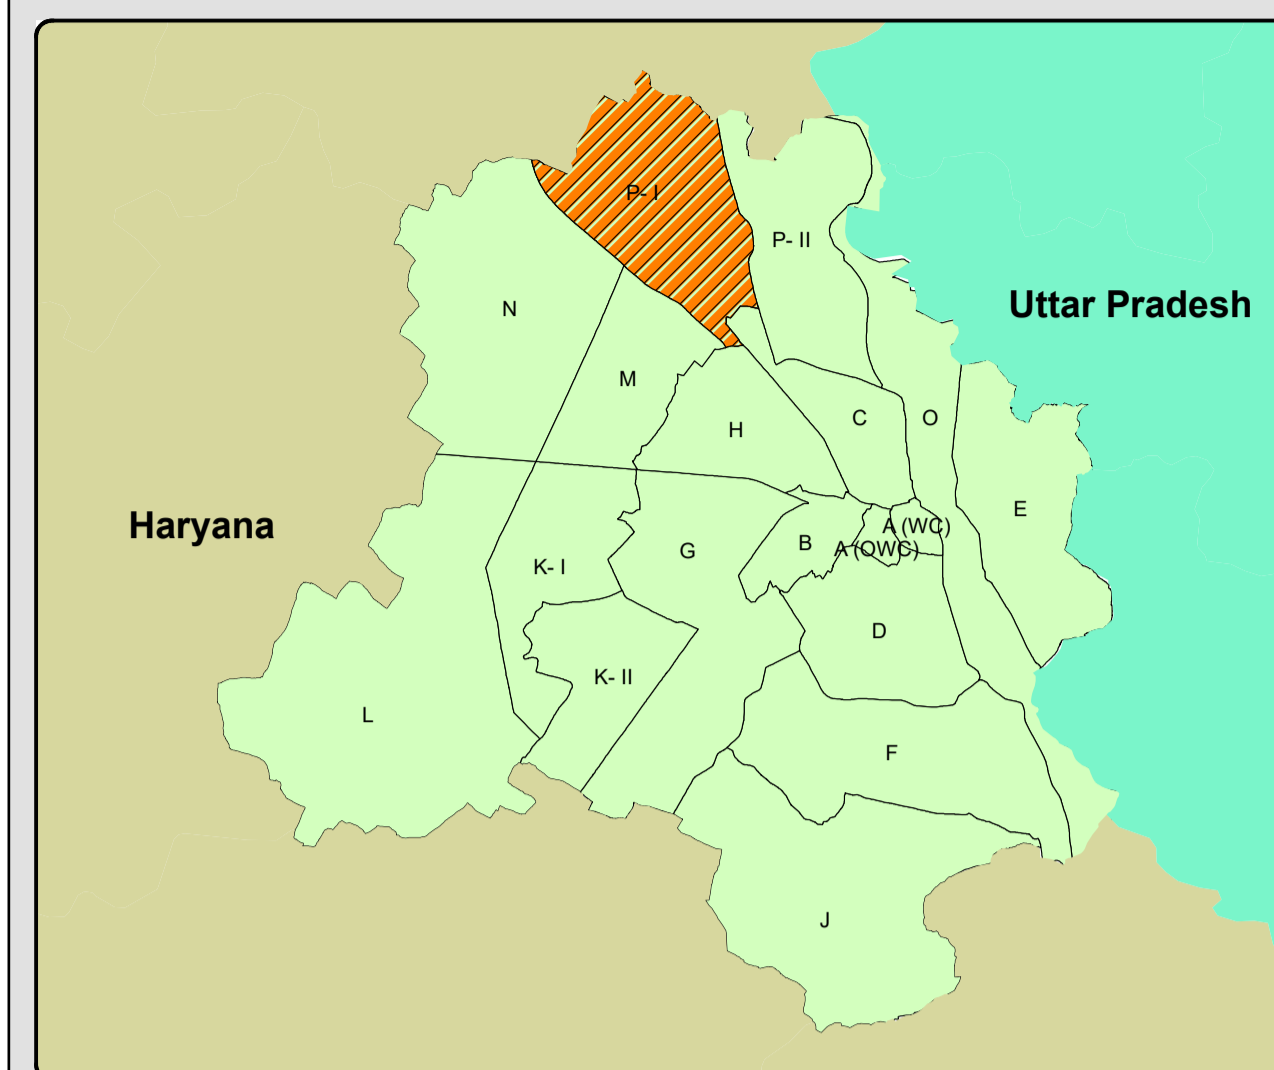 P- I
P- II
Uttar Pradesh
N
M
C
O
H
E
Haryana
A (WC)
B
A (OWC)
G
K- I
D
K- II
L
F
J